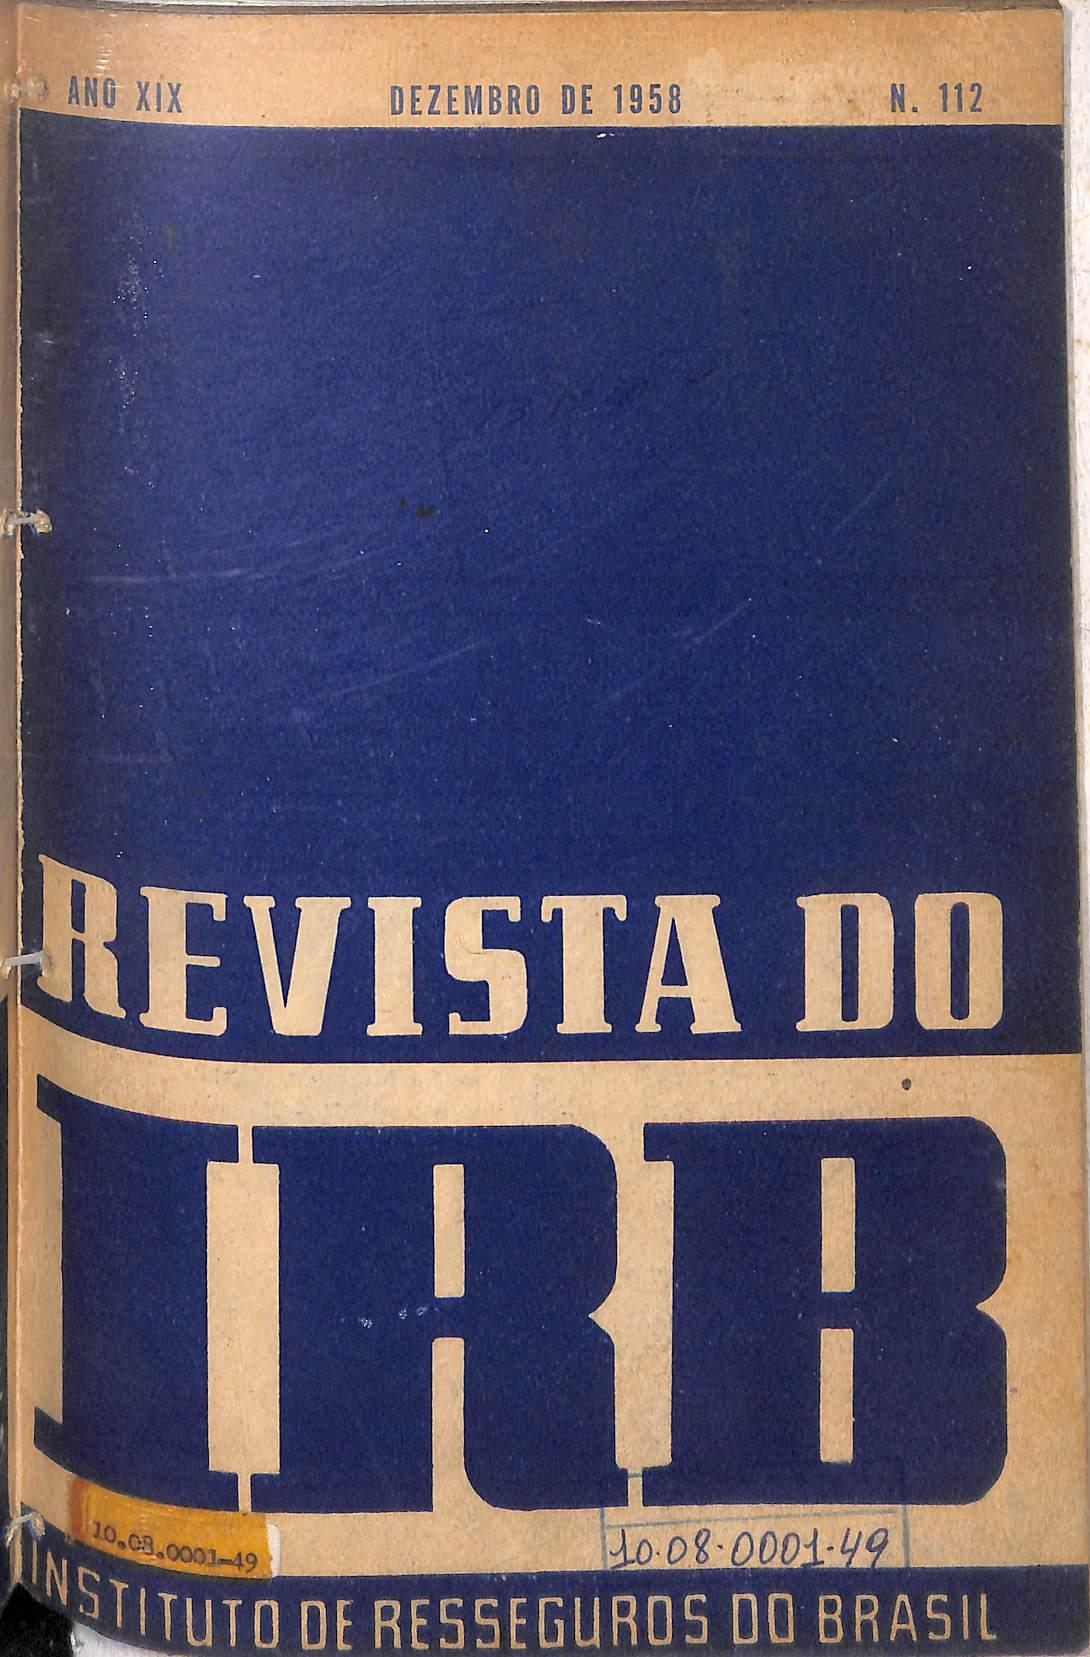 ANO XIX DEZEMBRO DE 1958 N. 112
REVISTA DO
IRB
10.08.0001-49
10.08.0001.49
INSTITUTO DE RESSEGUROS DO BRASIL